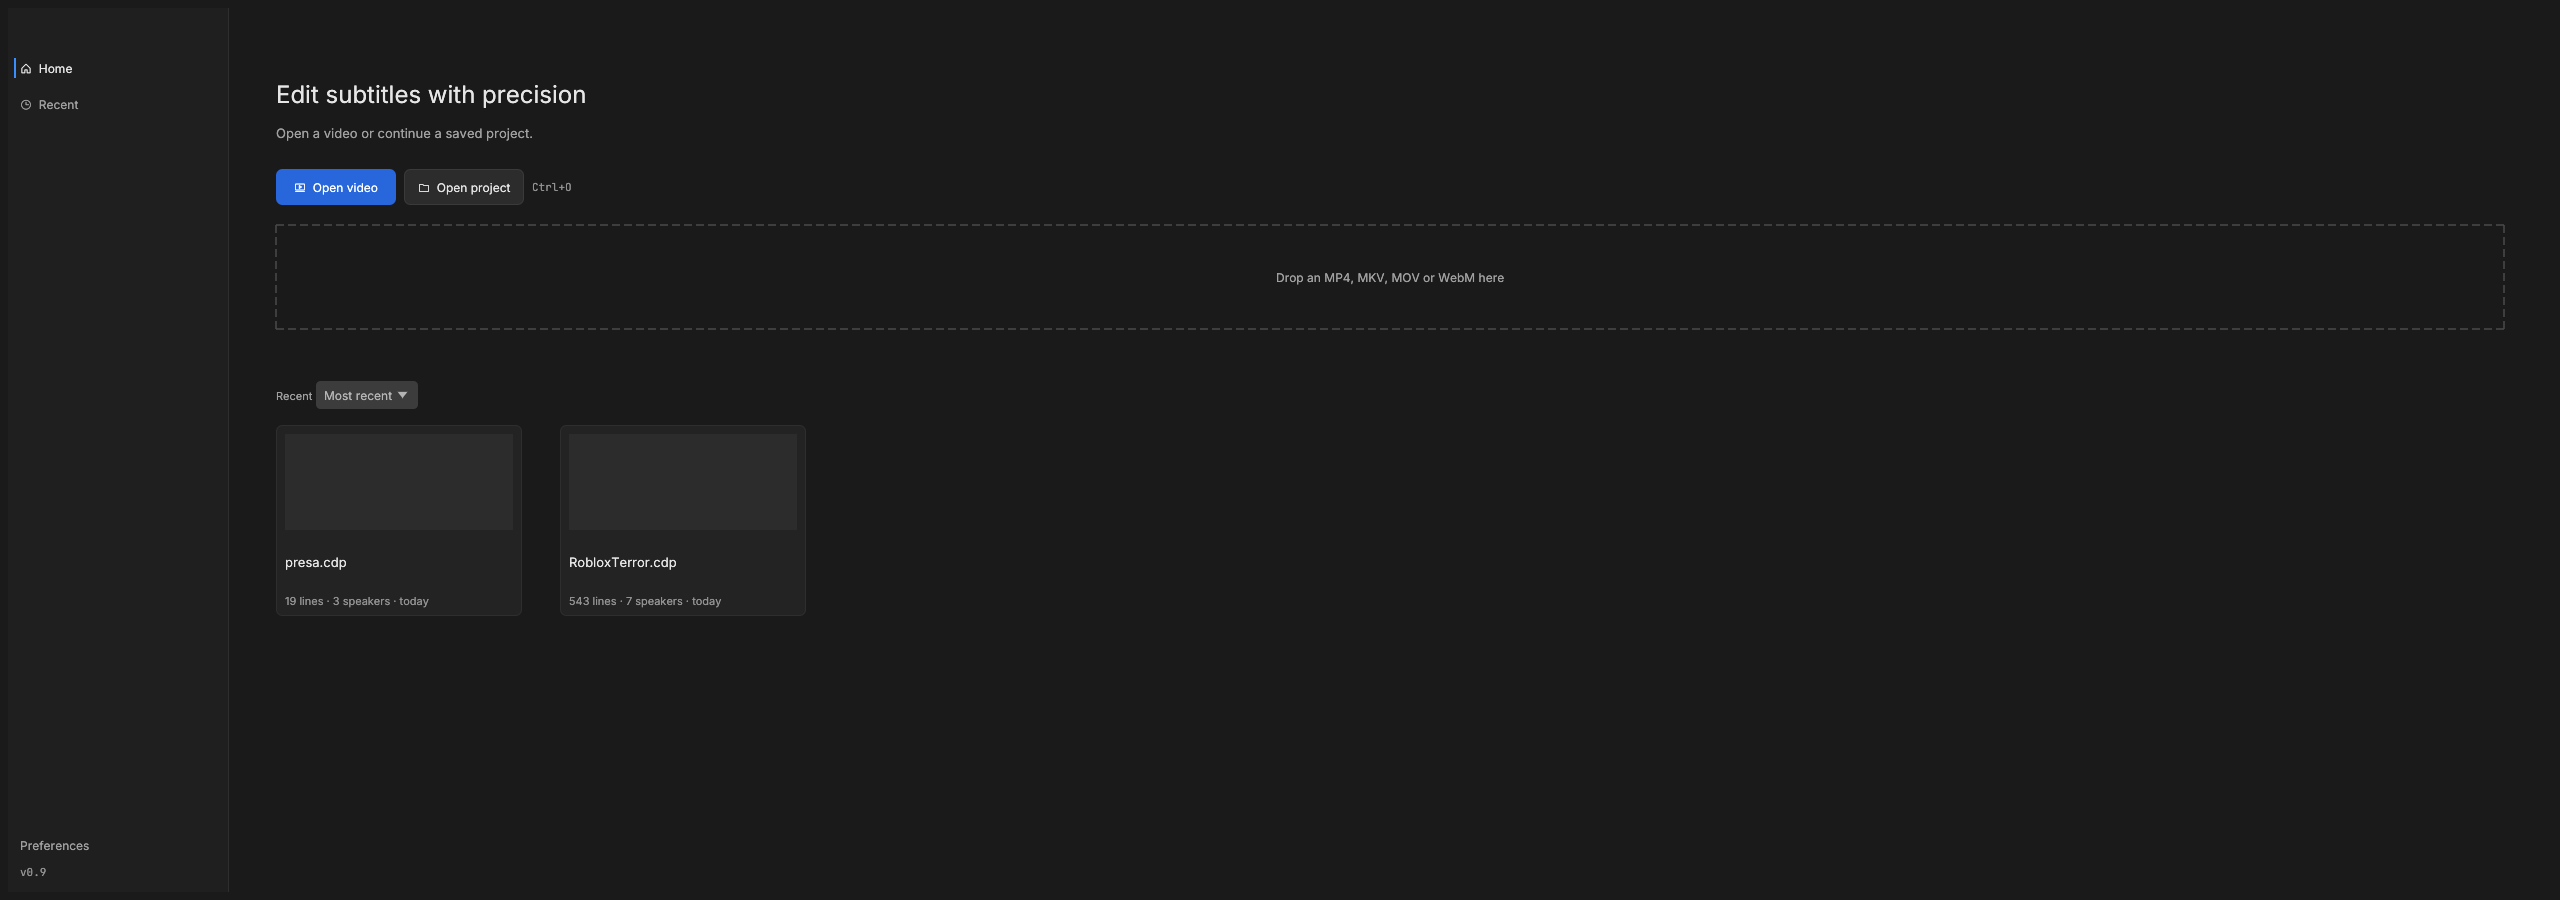 Home
Recent
Edit subtitles with precision
Open a video or continue a saved project.
Open video
Open project
Ctrl+O
Drop an MP4, MKV, MOV or WebM here
Recent
Most recent
presa.cdp
19 lines · 3 speakers · today
RobloxTerror.cdp
543 lines · 7 speakers · today
Preferences
v0.9